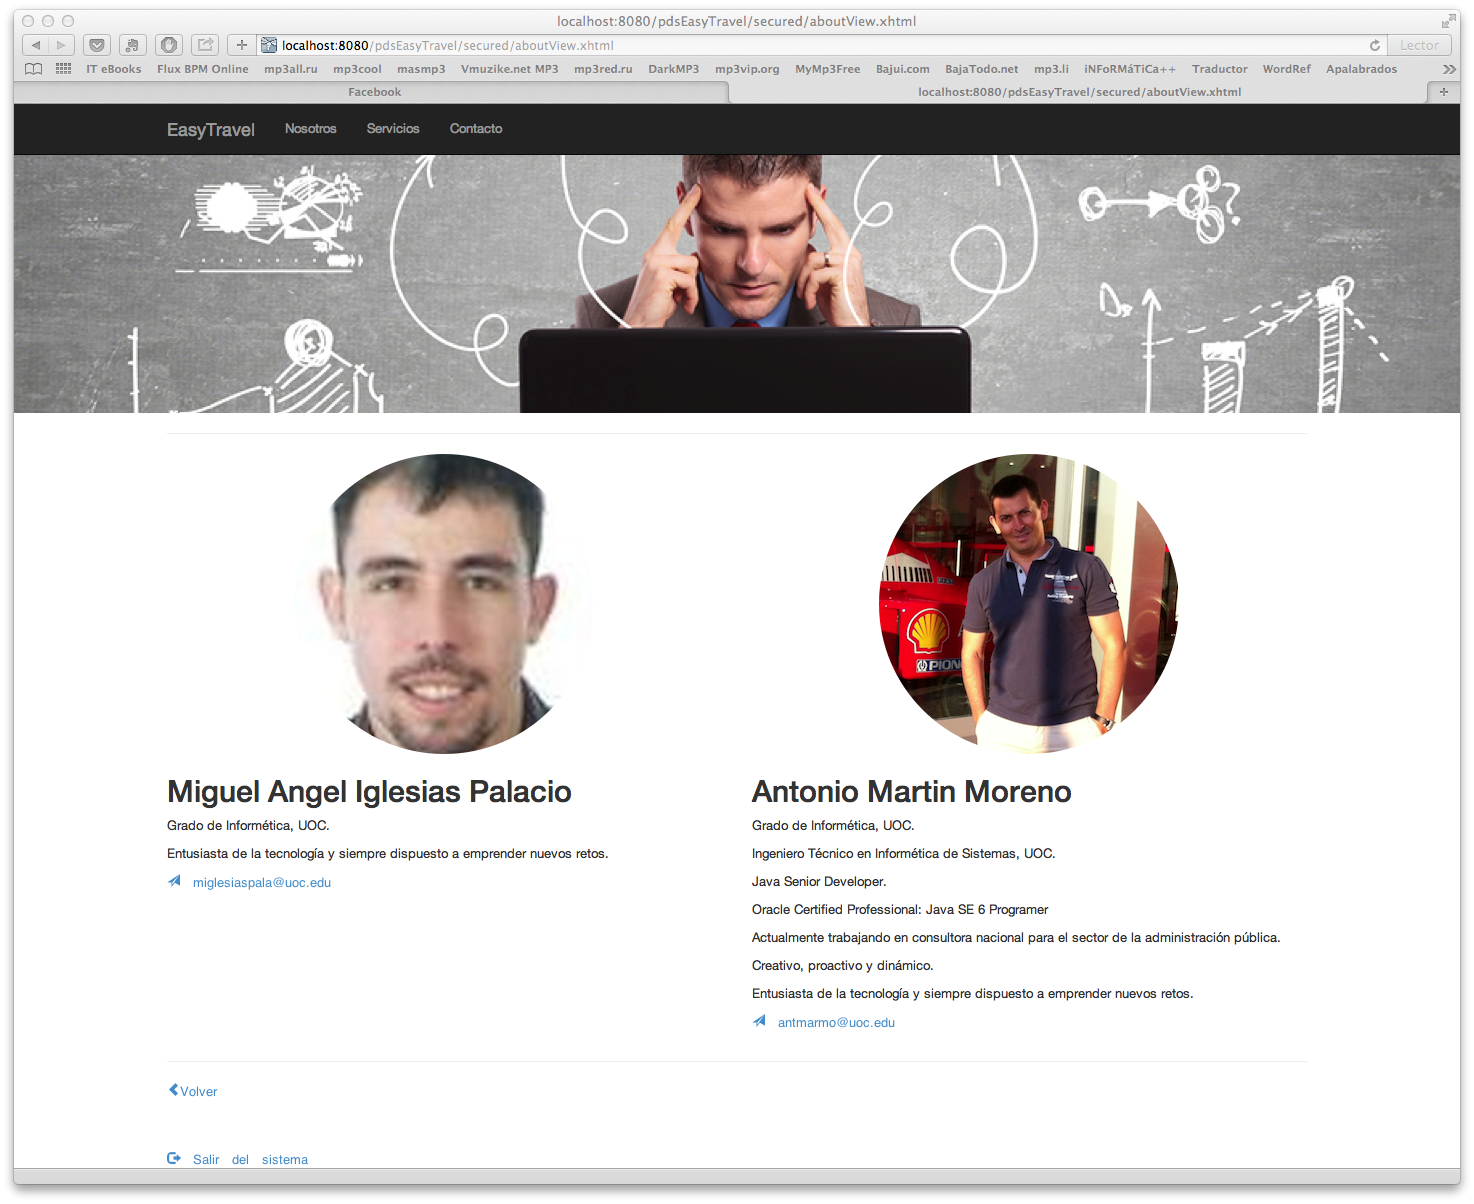 localhost:8080/pdsEasyTravel/secured/aboutView.xhtml
localhost:8080/pdsEasyTravel/secured/aboutView.xhtml
Lector
IT eBooks Flux BPM Online mp3all.ru mp3cool masmp3 Vmuzike.net MP3 mp3red.ru DarkMP3 mp3vip.org MyMp3Free Bajui.com BajaTodo.net mp3.li iNFoRMáTiCa++ Traductor WordRef Apalabrados
Facebook localhost:8080/pdsEasyTravel/secured/aboutView.xhtml
EasyTravel Nosotros Servicios Contacto
?
Miguel Angel Iglesias Palacio
Grado de Informética, UOC.
Entusiasta de la tecnología y siempre dispuesto a emprender nuevos retos.
miglesiaspala@uoc.edu
Antonio Martin Moreno
Grado de Informética, UOC.
Ingeniero Técnico en Informética de Sistemas, UOC.
Java Senior Developer.
Oracle Certified Professional: Java SE 6 Programer
Actualmente trabajando en consultora nacional para el sector de la administración pública.
Creativo, proactivo y dinámico.
Entusiasta de la tecnología y siempre dispuesto a emprender nuevos retos.
antmarmo@uoc.edu
Volver
Salir del sistema